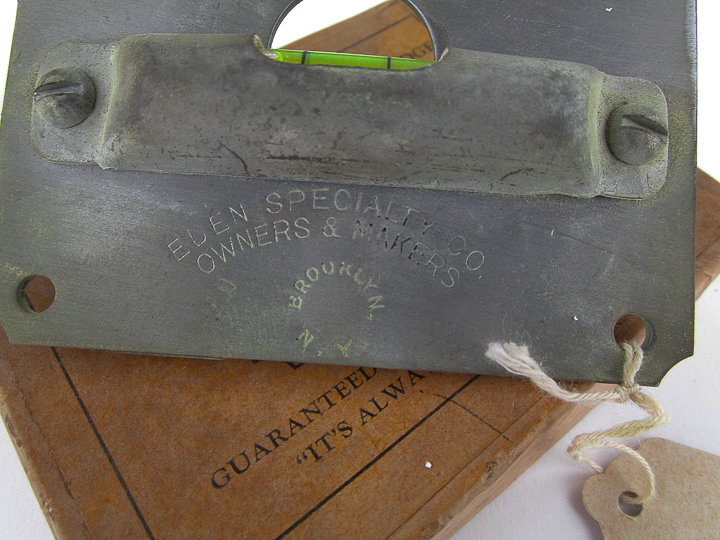 EDEN SPECIALTY CO.
OWNERS & MAKERS
BROOKLYN,
N.Y.
GUARANTEED
"IT'S ALWA